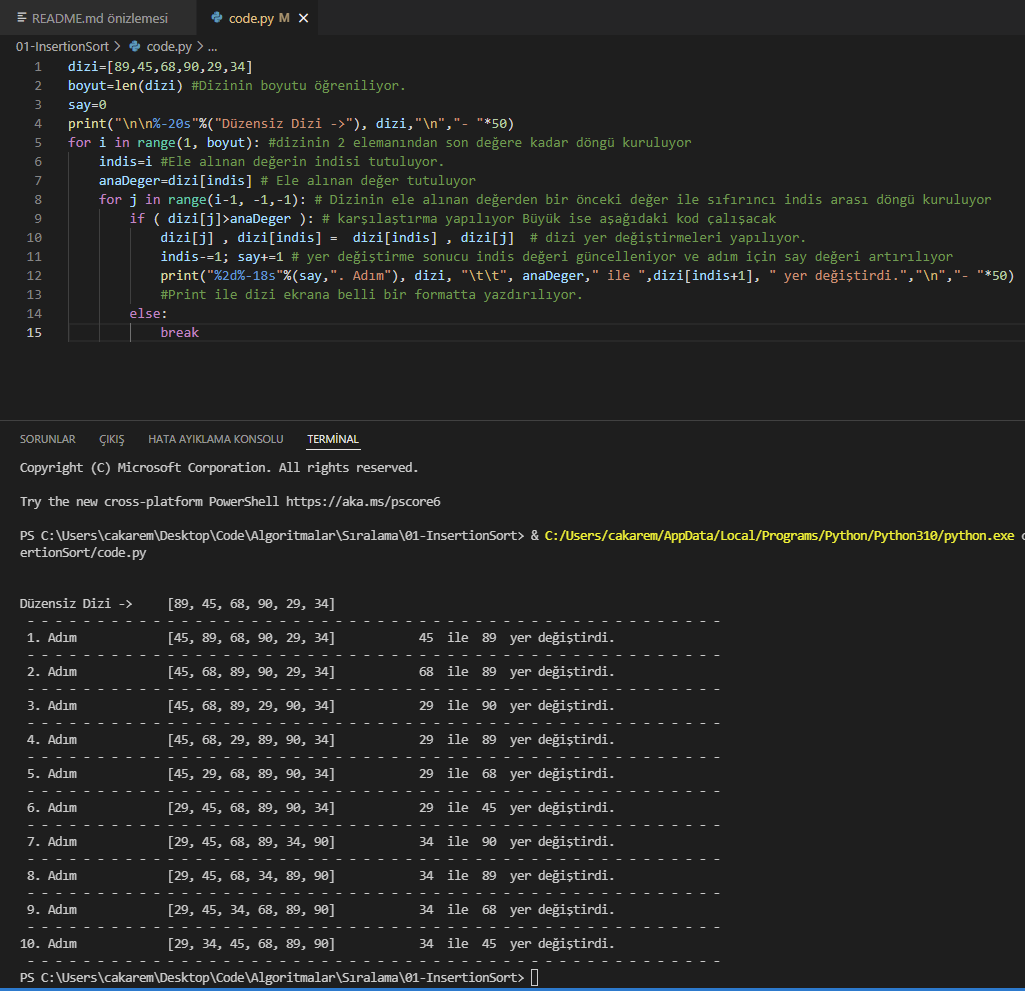 README.md önizlemesi
code.py M
01-InsertionSort > code.py > ...
1 dizi=[89,45,68,90,29,34]
2 boyut=len(dizi) #Dizinin boyutu öğreniliyor.
3 say=0
4 print("\n\n%-20s"%("Düzensiz Dizi ->"), dizi,"\n","- "*50)
5 for i in range(1, boyut): #dizinin 2 elemanından son değere kadar döngü kuruluyor
6     indis=i #Ele alınan değerin indisi tutuluyor.
7     anaDeger=dizi[indis] # Ele alınan değer tutuluyor
8     for j in range(i-1, -1,-1): # Dizinin ele alınan değerden bir önceki değer ile sıfırıncı indis arası döngü kuruluyor
9         if ( dizi[j]>anaDeger ): # karşılaştırma yapılıyor Büyük ise aşağıdaki kod çalışacak
10             dizi[j] , dizi[indis] =  dizi[indis] , dizi[j]  # dizi yer değiştirmeleri yapılıyor.
11             indis-=1; say+=1 # yer değiştirme sonucu indis değeri güncelleniyor ve adım için say değeri artırılıyor
12             print("%2d%-18s"%(say,". Adım"), dizi, "\t\t", anaDeger," ile ",dizi[indis+1], " yer değiştirdi.","\n","- "*50)
13             #Print ile dizi ekrana belli bir formatta yazdırılıyor.
14         else:
15             break
SORUNLAR ÇIKIŞ HATA AYIKLAMA KONSOLU TERMİNAL
Copyright (C) Microsoft Corporation. All rights reserved.
Try the new cross-platform PowerShell https://aka.ms/pscore6
PS C:\Users\cakarem\Desktop\Code\Algoritmalar\Sıralama\01-InsertionSort> & C:/Users/cakarem/AppData/Local/Programs/Python/Python310/python.exe
ertionSort/code.py
Düzensiz Dizi ->     [89, 45, 68, 90, 29, 34]
- - - - - - - - - - - - - - - - - - - - - - - - - - - - - - - - - - - - - - - - - - - - - - - - - -
1. Adım             [45, 89, 68, 90, 29, 34]            45  ile  89  yer değiştirdi.
- - - - - - - - - - - - - - - - - - - - - - - - - - - - - - - - - - - - - - - - - - - - - - - - - -
2. Adım             [45, 68, 89, 90, 29, 34]            68  ile  89  yer değiştirdi.
- - - - - - - - - - - - - - - - - - - - - - - - - - - - - - - - - - - - - - - - - - - - - - - - - -
3. Adım             [45, 68, 89, 29, 90, 34]            29  ile  90  yer değiştirdi.
- - - - - - - - - - - - - - - - - - - - - - - - - - - - - - - - - - - - - - - - - - - - - - - - - -
4. Adım             [45, 68, 29, 89, 90, 34]            29  ile  89  yer değiştirdi.
- - - - - - - - - - - - - - - - - - - - - - - - - - - - - - - - - - - - - - - - - - - - - - - - - -
5. Adım             [45, 29, 68, 89, 90, 34]            29  ile  68  yer değiştirdi.
- - - - - - - - - - - - - - - - - - - - - - - - - - - - - - - - - - - - - - - - - - - - - - - - - -
6. Adım             [29, 45, 68, 89, 90, 34]            29  ile  45  yer değiştirdi.
- - - - - - - - - - - - - - - - - - - - - - - - - - - - - - - - - - - - - - - - - - - - - - - - - -
7. Adım             [29, 45, 68, 89, 34, 90]            34  ile  90  yer değiştirdi.
- - - - - - - - - - - - - - - - - - - - - - - - - - - - - - - - - - - - - - - - - - - - - - - - - -
8. Adım             [29, 45, 68, 34, 89, 90]            34  ile  89  yer değiştirdi.
- - - - - - - - - - - - - - - - - - - - - - - - - - - - - - - - - - - - - - - - - - - - - - - - - -
9. Adım             [29, 45, 34, 68, 89, 90]            34  ile  68  yer değiştirdi.
- - - - - - - - - - - - - - - - - - - - - - - - - - - - - - - - - - - - - - - - - - - - - - - - - -
10. Adım             [29, 34, 45, 68, 89, 90]            34  ile  45  yer değiştirdi.
- - - - - - - - - - - - - - - - - - - - - - - - - - - - - - - - - - - - - - - - - - - - - - - - - -
PS C:\Users\cakarem\Desktop\Code\Algoritmalar\Sıralama\01-InsertionSort>